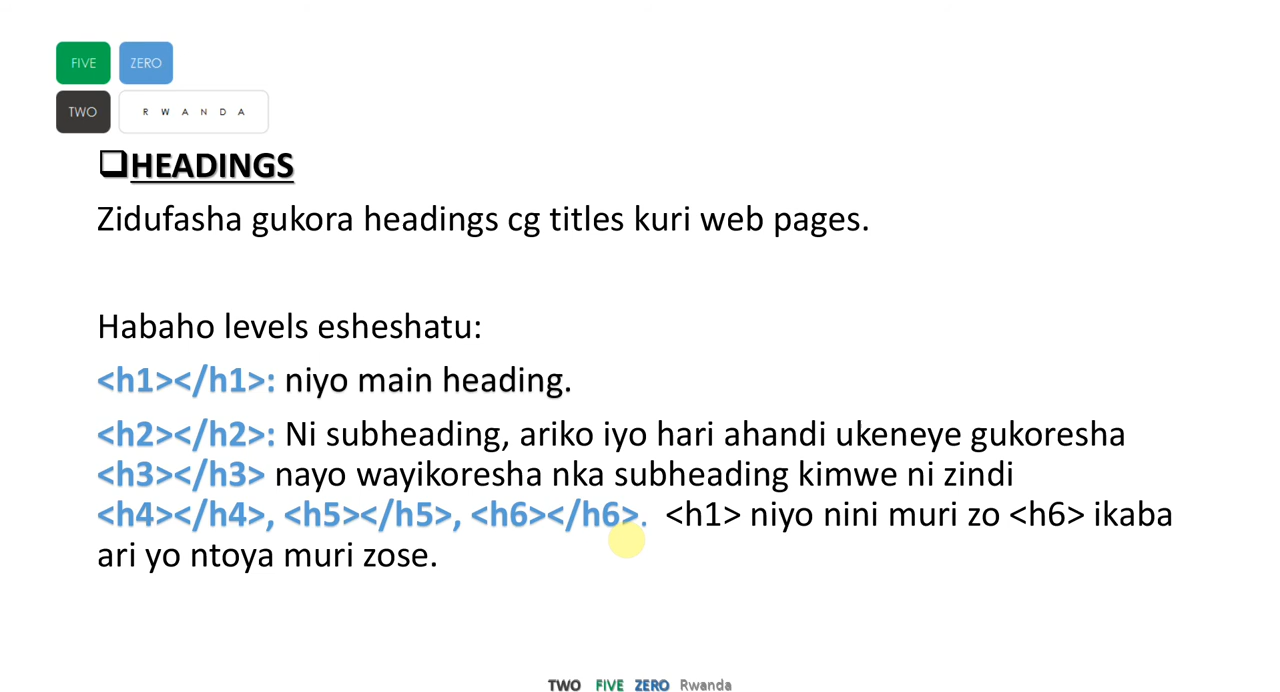 FIVE ZERO
TWO R W A N D A
HEADINGS
Zidufasha gukora headings cg titles kuri web pages.
Habaho levels esheshatu:
<h1></h1>: niyo main heading.
<h2></h2>: Ni subheading, ariko iyo hari ahandi ukeneye gukoresha
<h3></h3> nayo wayikoresha nka subheading kimwe ni zindi
<h4></h4>, <h5></h5>, <h6></h6>. <h1> niyo nini muri zo <h6> ikaba
ari yo ntoya muri zose.
TWO FIVE ZERO Rwanda